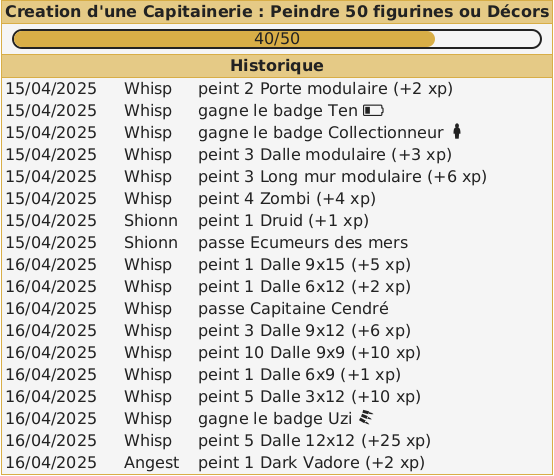 Creation d'une Capitainerie : Peindre 50 figurines ou Décors
40/50
Historique
15/04/2025 Whisp peint 2 Porte modulaire (+2 xp)
15/04/2025 Whisp gagne le badge Ten
15/04/2025 Whisp gagne le badge Collectionneur
15/04/2025 Whisp peint 3 Dalle modulaire (+3 xp)
15/04/2025 Whisp peint 3 Long mur modulaire (+6 xp)
15/04/2025 Whisp peint 4 Zombi (+4 xp)
15/04/2025 Shionn peint 1 Druid (+1 xp)
15/04/2025 Shionn passe Ecumeurs des mers
16/04/2025 Whisp peint 1 Dalle 9x15 (+5 xp)
16/04/2025 Whisp peint 1 Dalle 6x12 (+2 xp)
16/04/2025 Whisp passe Capitaine Cendré
16/04/2025 Whisp peint 3 Dalle 9x12 (+6 xp)
16/04/2025 Whisp peint 10 Dalle 9x9 (+10 xp)
16/04/2025 Whisp peint 1 Dalle 6x9 (+1 xp)
16/04/2025 Whisp peint 5 Dalle 3x12 (+10 xp)
16/04/2025 Whisp gagne le badge Uzi
16/04/2025 Whisp peint 5 Dalle 12x12 (+25 xp)
16/04/2025 Angest peint 1 Dark Vadore (+2 xp)